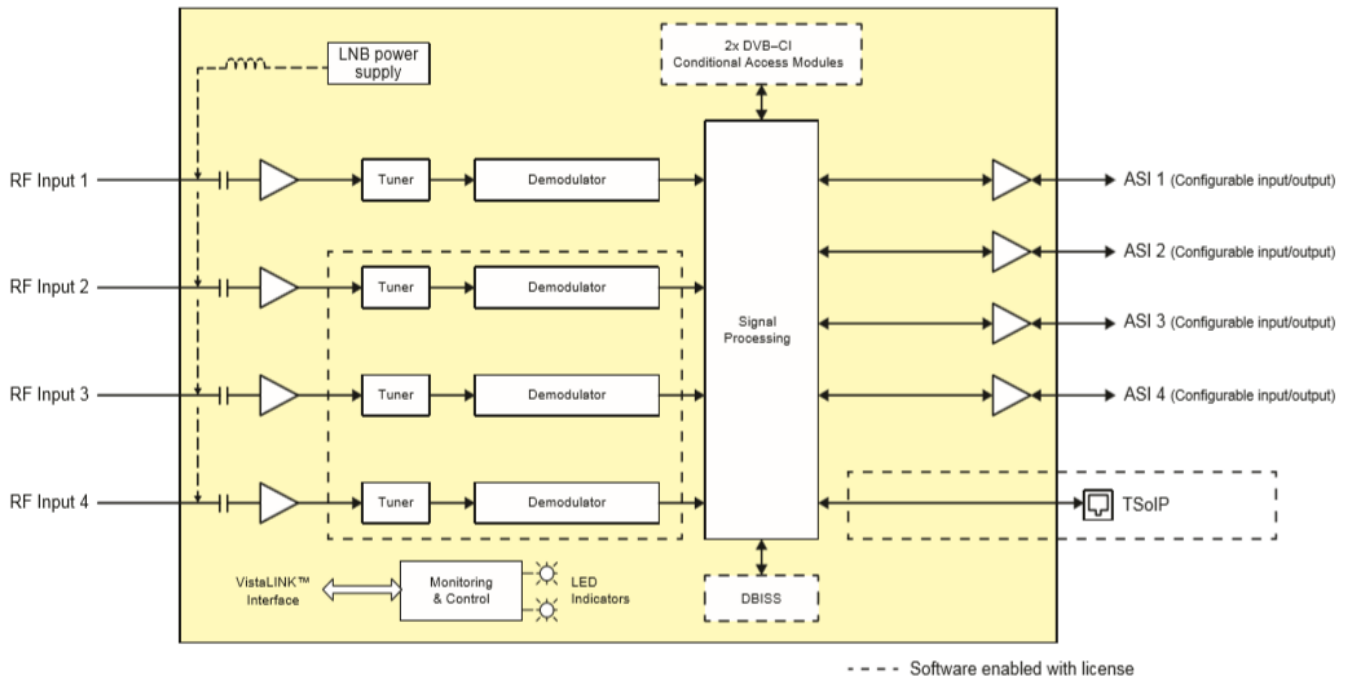 LNB power
supply
2x DVB–CI
Conditional Access Modules
RF Input 1
Tuner
Demodulator
ASI 1 (Configurable input/output)
RF Input 2
Tuner
Demodulator
ASI 2 (Configurable input/output)
Signal
Processing
ASI 3 (Configurable input/output)
RF Input 3
Tuner
Demodulator
ASI 4 (Configurable input/output)
RF Input 4
Tuner
Demodulator
TSoIP
VistaLINK™
Interface
Monitoring
& Control
LED
Indicators
DBISS
Software enabled with license